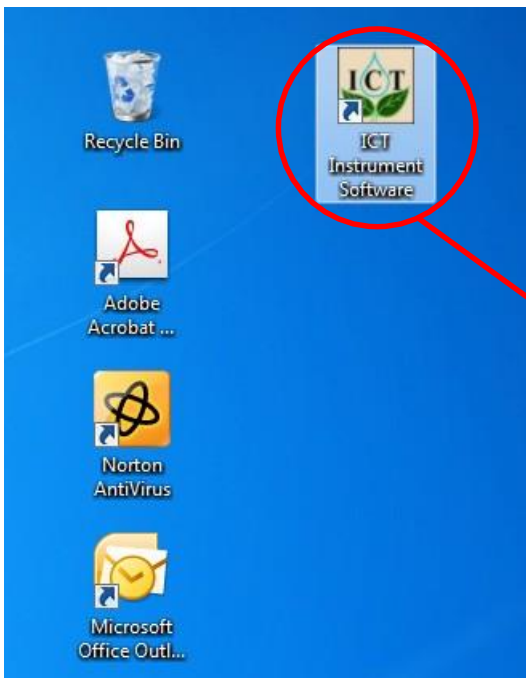 Recycle Bin
ICT
ICT
Instrument
Software
Adobe
Acrobat ...
Norton
AntiVirus
Microsoft
Office Outl...